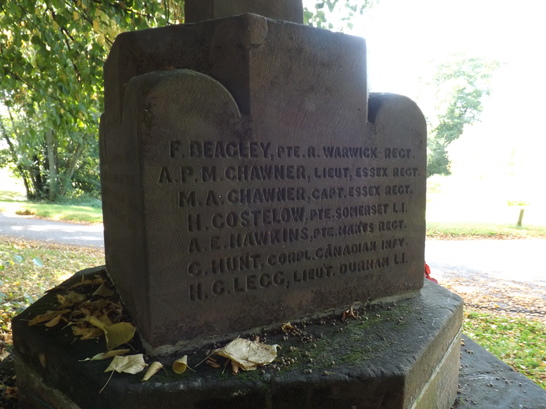 F. BEAGLEY, PTE. R. WARWICK REGT.
A.P.M. CHAWNER, LIEUT, ESSEX REGT.
M.A. CHAWNER, CAPT. ESSEX REGT.
H. COSTELOW, PTE. SOMERSET L.I.
A.E. HAWKINS, PTE. HANTS REGT.
C. HUNT, CORPL. CANADIAN INFY.
H.G. LEGG, LIEUT. DURHAM L.I.